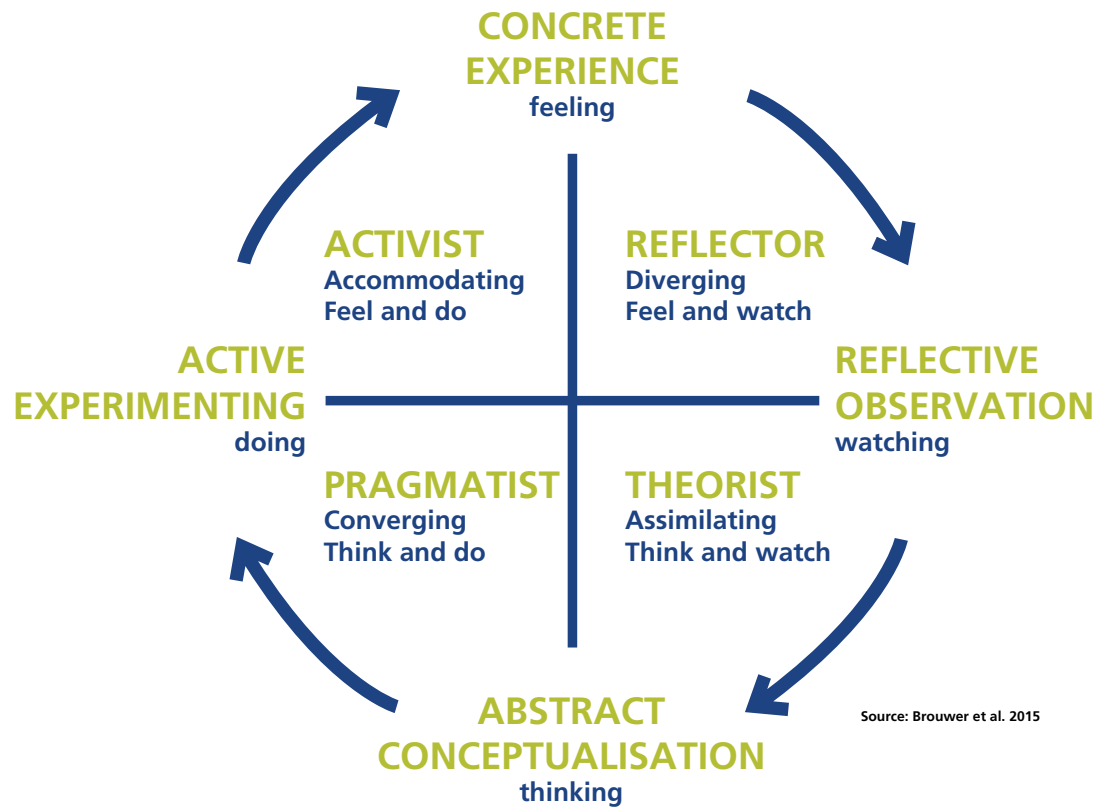 CONCRETE
EXPERIENCE
feeling
ACTIVIST
Accommodating
Feel and do
REFLECTOR
Diverging
Feel and watch
ACTIVE
EXPERIMENTING
doing
REFLECTIVE
OBSERVATION
watching
PRAGMATIST
Converging
Think and do
THEORIST
Assimilating
Think and watch
ABSTRACT
CONCEPTUALISATION
thinking
Source: Brouwer et al. 2015